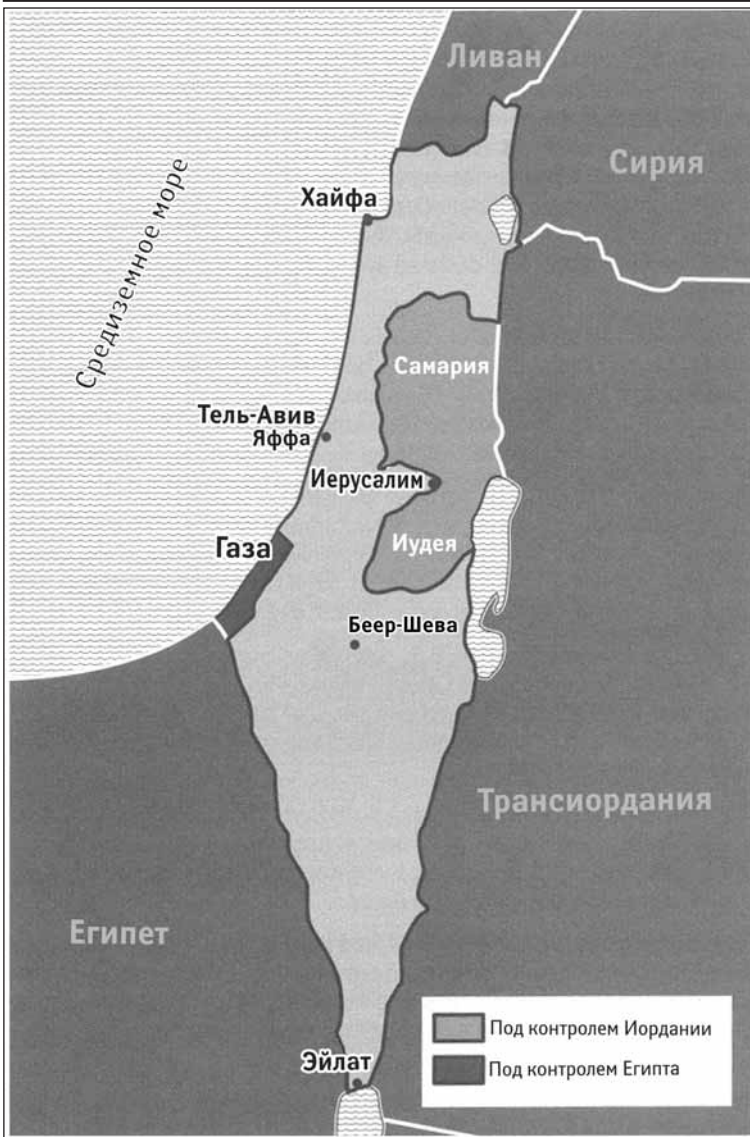 Ливан
Сирия
Хайфа
Средиземное море
Самария
Тель-Авив
Яффа
Иерусалим
Газа
Иудея
Беер-Шева
Трансиордания
Египет
Под контролем Иордании
Под контролем Египта
Эйлат